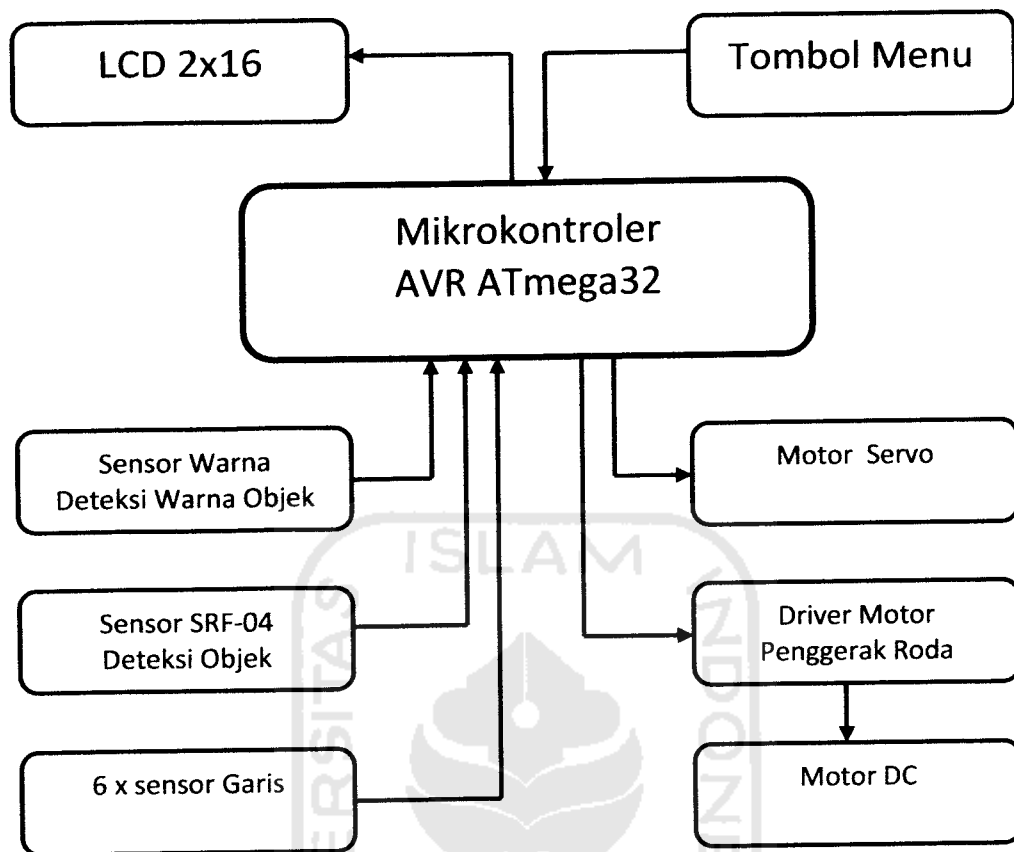 LCD 2x16
Tombol Menu
Mikrokontroler
AVR ATmega32
Sensor Warna
Deteksi Warna Objek
Motor Servo
Sensor SRF-04
Deteksi Objek
Driver Motor
Penggerak Roda
6 x sensor Garis
Motor DC
ISLAM